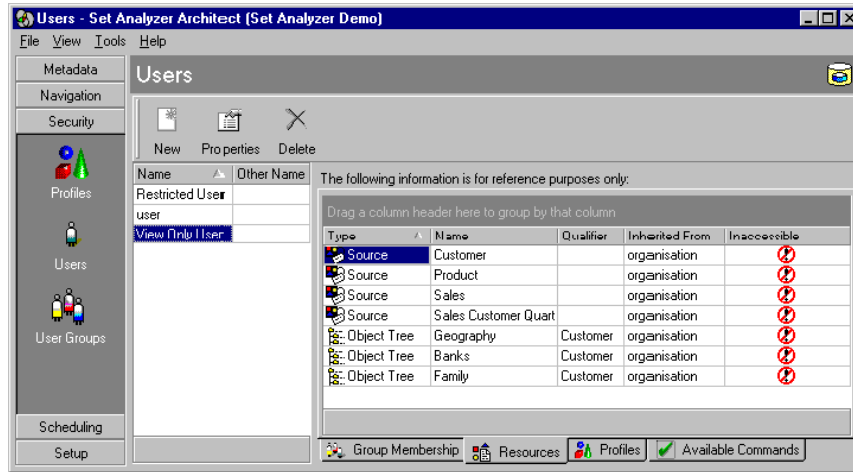 Users - Set Analyzer Architect (Set Analyzer Demo)
File View Tools Help
Metadata
Navigation
Security
Profiles
Users
User Groups
Scheduling
Setup
Users
New Properties Delete
Name Other Name
Restricted User
user
View Only User
The following information is for reference purposes only:
Drag a column header here to group by that column
Type Name Qualifier Inherited From Inaccessible
Source Customer organisation
Source Product organisation
Source Sales organisation
Source Sales Customer Quart organisation
Object Tree Geography Customer organisation
Object Tree Banks Customer organisation
Object Tree Family Customer organisation
Group Membership Resources Profiles Available Commands